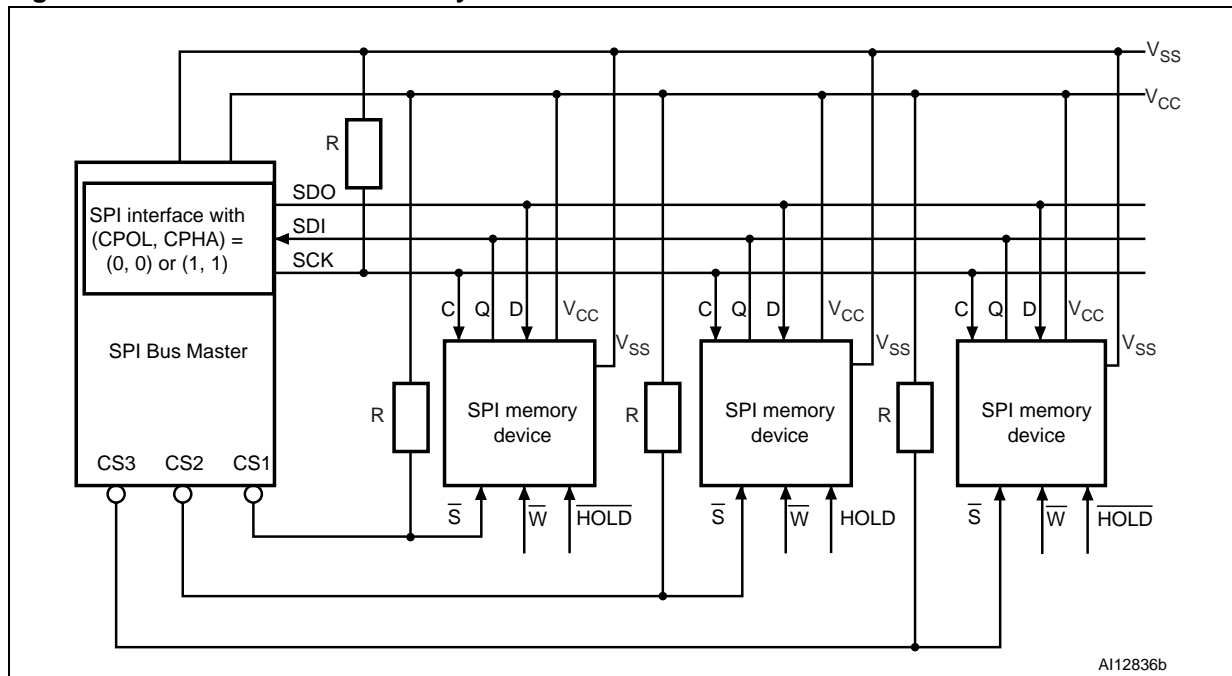 VSS
VCC
R
SDO
SDI
SCK
SPI interface with
(CPOL, CPHA) =
(0, 0) or (1, 1)
SPI Bus Master
CS3 CS2 CS1
C Q D VCC VSS
C Q D VCC VSS
C Q D VCC VSS
R
SPI memory
device
R
SPI memory
device
R
SPI memory
device
S̅ W̅ H̅O̅L̅D̅
S̅ W̅ HOLD
S̅ W̅ H̅O̅L̅D̅
AI12836b